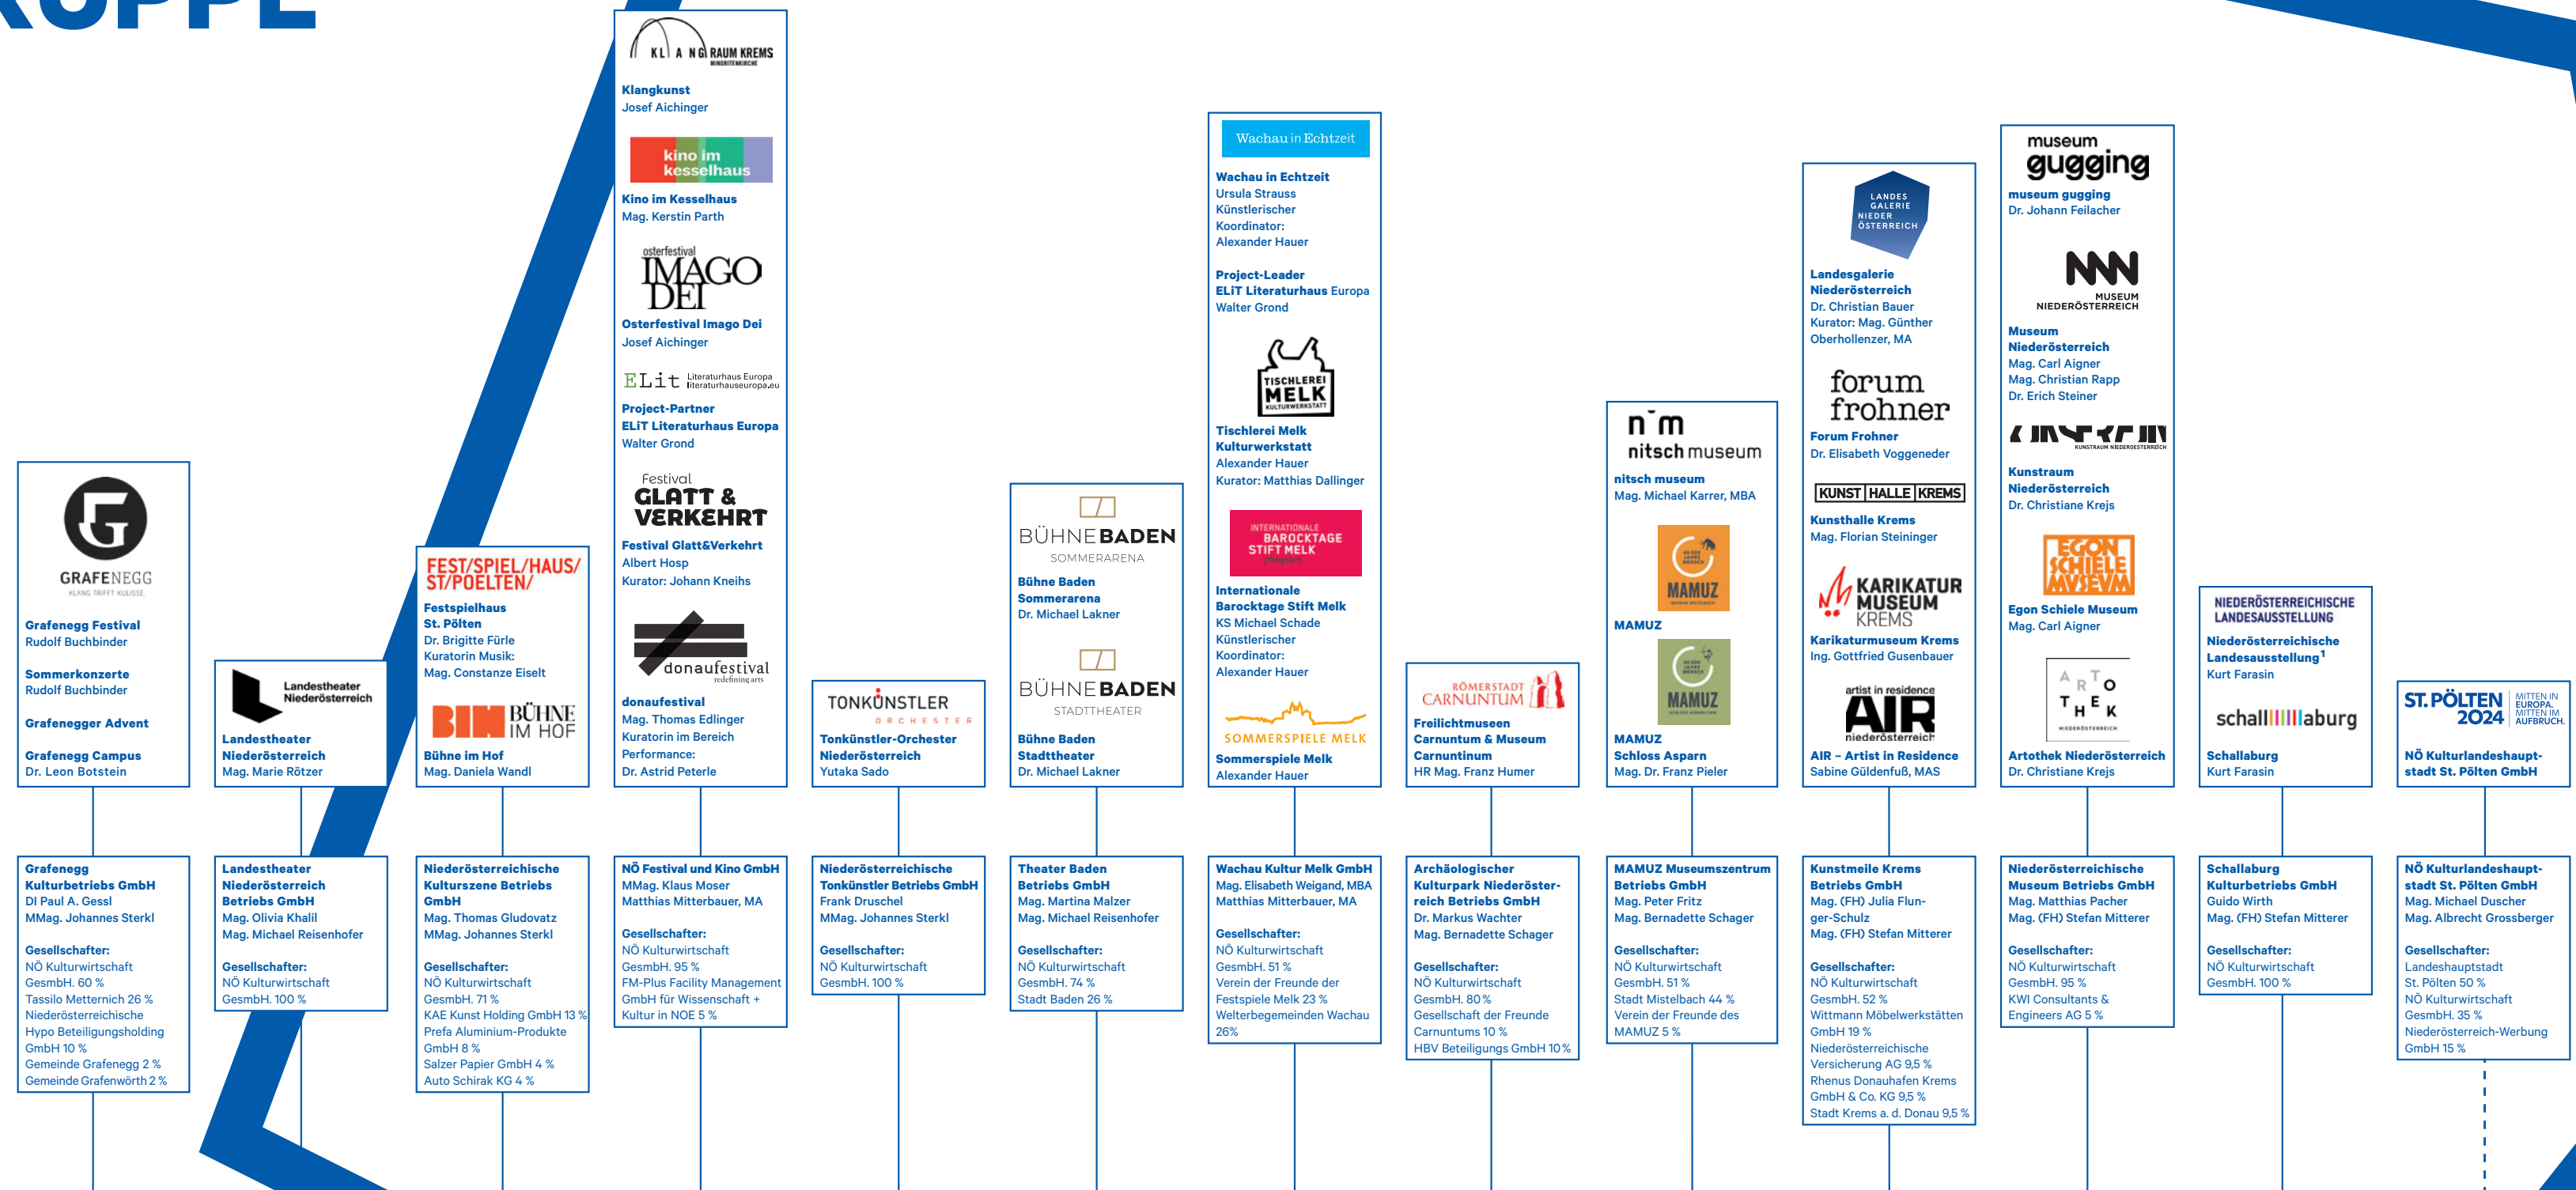 KLANGRAUM KREMS
MINORITENKIRCHE
Klangkunst
Josef Aichinger
kino im
kesselhaus
Kino im Kesselhaus
Mag. Kerstin Parth
osterfestival
IMAGO
DEI
Osterfestival Imago Dei
Josef Aichinger
ELit Literaturhaus Europa
literaturhauseuropa.eu
Project-Partner
ELiT Literaturhaus Europa
Walter Grond
Festival
GLATT &
VERKEHRT
Festival Glatt&Verkehrt
Albert Hosp
Kurator: Johann Kneihs
donaufestival
redefining arts
donaufestival
Mag. Thomas Edlinger
Kuratorin im Bereich
Performance:
Dr. Astrid Peterle
GRAFENEGG
KLANG TRIFFT KULISSE.
Grafenegg Festival
Rudolf Buchbinder
Sommerkonzerte
Rudolf Buchbinder
Grafenegger Advent
Grafenegg Campus
Dr. Leon Botstein
Landestheater
Niederösterreich
Landestheater
Niederösterreich
Mag. Marie Rötzer
FEST/SPIEL/HAUS/
ST/POELTEN/
Festspielhaus
St. Pölten
Dr. Brigitte Fürle
Kuratorin Musik:
Mag. Constanze Eiselt
BIH BÜHNE
IM HOF
Bühne im Hof
Mag. Daniela Wandl
TONKÜNSTLER
ORCHESTER
Tonkünstler-Orchester
Niederösterreich
Yutaka Sado
BÜHNE BADEN
SOMMERARENA
Bühne Baden
Sommerarena
Dr. Michael Lakner
BÜHNE BADEN
STADTTHEATER
Bühne Baden
Stadttheater
Dr. Michael Lakner
Wachau in Echtzeit
Wachau in Echtzeit
Ursula Strauss
Künstlerischer
Koordinator:
Alexander Hauer
Project-Leader
ELiT Literaturhaus Europa
Walter Grond
TISCHLEREI
MELK
KULTURWERKSTATT
Tischlerei Melk
Kulturwerkstatt
Alexander Hauer
Kurator: Matthias Dallinger
INTERNATIONALE
BAROCKTAGE
STIFT MELK
pfingsten
Internationale
Barocktage Stift Melk
KS Michael Schade
Künstlerischer
Koordinator:
Alexander Hauer
SOMMERSPIELE MELK
Sommerspiele Melk
Alexander Hauer
RÖMERSTADT
CARNUNTUM
Freilichtmuseen
Carnuntum & Museum
Carnuntinum
HR Mag. Franz Humer
nm
nitsch museum
nitsch museum
Mag. Michael Karrer, MBA
40.000
JAHRE
MENSCH
MAMUZ
MUSEUM MISTELBACH
MAMUZ
40.000
JAHRE
MENSCH
MAMUZ
SCHLOSS ASPARN/ZAYA
MAMUZ
Schloss Asparn
Mag. Dr. Franz Pieler
LANDES
GALERIE
NIEDER
ÖSTERREICH
Landesgalerie
Niederösterreich
Dr. Christian Bauer
Kurator: Mag. Günther
Oberhollenzer, MA
forum
frohner
Forum Frohner
Dr. Elisabeth Voggeneder
KUNST HALLE KREMS
Kunsthalle Krems
Mag. Florian Steininger
KARIKATUR
MUSEUM
KREMS
Karikaturmuseum Krems
Ing. Gottfried Gusenbauer
artist in residence
AIR
niederösterreich
AIR – Artist in Residence
Sabine Güldenfuß, MAS
museum
gugging
museum gugging
Dr. Johann Feilacher
MUSEUM
NIEDERÖSTERREICH
Museum
Niederösterreich
Mag. Carl Aigner
Mag. Christian Rapp
Dr. Erich Steiner
KUNSTRAUM NIEDEROESTERREICH
Kunstraum
Niederösterreich
Dr. Christiane Krejs
EGON
SCHIELE
MVSEVM
Egon Schiele Museum
Mag. Carl Aigner
ARTO
THEK
NIEDERÖSTERREICH
Artothek Niederösterreich
Dr. Christiane Krejs
NIEDERÖSTERREICHISCHE
LANDESAUSSTELLUNG
Niederösterreichische
Landesausstellung1
Kurt Farasin
schallaburg
Schallaburg
Kurt Farasin
ST. PÖLTEN
2024
MITTEN IN
EUROPA.
MITTEN IM
AUFBRUCH.
NÖ Kulturlandeshaupt-
stadt St. Pölten GmbH
Grafenegg
Kulturbetriebs GmbH
DI Paul A. Gessl
MMag. Johannes Sterkl
Gesellschafter:
NÖ Kulturwirtschaft
GesmbH. 60 %
Tassilo Metternich 26 %
Niederösterreichische
Hypo Beteiligungsholding
GmbH 10 %
Gemeinde Grafenegg 2 %
Gemeinde Grafenwörth 2 %
Landestheater
Niederösterreich
Betriebs GmbH
Mag. Olivia Khalil
Mag. Michael Reisenhofer
Gesellschafter:
NÖ Kulturwirtschaft
GesmbH. 100 %
Niederösterreichische
Kulturszene Betriebs
GmbH
Mag. Thomas Gludovatz
MMag. Johannes Sterkl
Gesellschafter:
NÖ Kulturwirtschaft
GesmbH. 71 %
KAE Kunst Holding GmbH 13 %
Prefa Aluminium-Produkte
GmbH 8 %
Salzer Papier GmbH 4 %
Auto Schirak KG 4 %
NÖ Festival und Kino GmbH
MMag. Klaus Moser
Matthias Mitterbauer, MA
Gesellschafter:
NÖ Kulturwirtschaft
GesmbH. 95 %
FM-Plus Facility Management
GmbH für Wissenschaft +
Kultur in NOE 5 %
Niederösterreichische
Tonkünstler Betriebs GmbH
Frank Druschel
MMag. Johannes Sterkl
Gesellschafter:
NÖ Kulturwirtschaft
GesmbH. 100 %
Theater Baden
Betriebs GmbH
Mag. Martina Malzer
Mag. Michael Reisenhofer
Gesellschafter:
NÖ Kulturwirtschaft
GesmbH. 74 %
Stadt Baden 26 %
Wachau Kultur Melk GmbH
Mag. Elisabeth Weigand, MBA
Matthias Mitterbauer, MA
Gesellschafter:
NÖ Kulturwirtschaft
GesmbH. 51 %
Verein der Freunde der
Festspiele Melk 23 %
Welterbegemeinden Wachau
26%
Archäologischer
Kulturpark Niederöster-
reich Betriebs GmbH
Dr. Markus Wachter
Mag. Bernadette Schager
Gesellschafter:
NÖ Kulturwirtschaft
GesmbH. 80 %
Gesellschaft der Freunde
Carnuntums 10 %
HBV Beteiligungs GmbH 10 %
MAMUZ Museumszentrum
Betriebs GmbH
Mag. Peter Fritz
Mag. Bernadette Schager
Gesellschafter:
NÖ Kulturwirtschaft
GesmbH. 51 %
Stadt Mistelbach 44 %
Verein der Freunde des
MAMUZ 5 %
Kunstmeile Krems
Betriebs GmbH
Mag. (FH) Julia Flun-
ger-Schulz
Mag. (FH) Stefan Mitterer
Gesellschafter:
NÖ Kulturwirtschaft
GesmbH. 52 %
Wittmann Möbelwerkstätten
GmbH 19 %
Niederösterreichische
Versicherung AG 9,5 %
Rhenus Donauhafen Krems
GmbH & Co. KG 9,5 %
Stadt Krems a. d. Donau 9,5 %
Niederösterreichische
Museum Betriebs GmbH
Mag. Matthias Pacher
Mag. (FH) Stefan Mitterer
Gesellschafter:
NÖ Kulturwirtschaft
GesmbH. 95 %
KWI Consultants &
Engineers AG 5 %
Schallaburg
Kulturbetriebs GmbH
Guido Wirth
Mag. (FH) Stefan Mitterer
Gesellschafter:
NÖ Kulturwirtschaft
GesmbH. 100 %
NÖ Kulturlandeshaupt-
stadt St. Pölten GmbH
Mag. Michael Duscher
Mag. Albrecht Grossberger
Gesellschafter:
Landeshauptstadt
St. Pölten 50 %
NÖ Kulturwirtschaft
GesmbH. 35 %
Niederösterreich-Werbung
GmbH 15 %